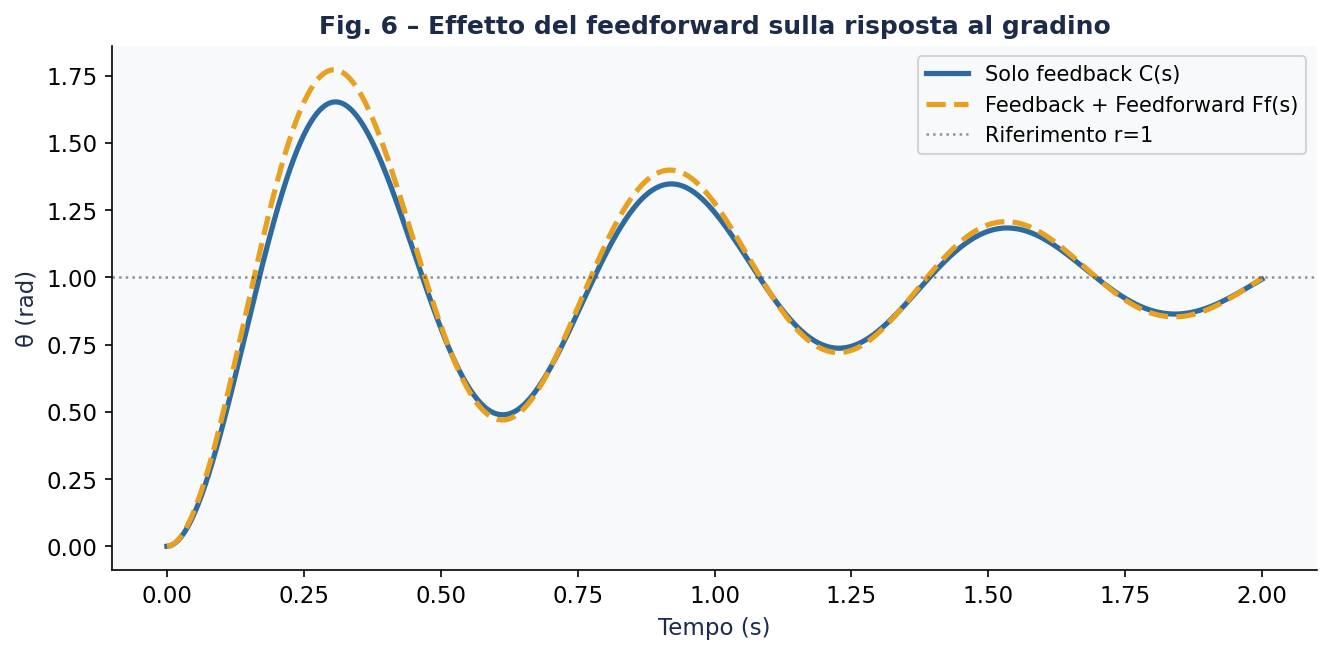 Fig. 6 – Effetto del feedforward sulla risposta al gradino
Solo feedback C(s)
Feedback + Feedforward Ff(s)
Riferimento r=1
θ (rad)
1.75
1.50
1.25
1.00
0.75
0.50
0.25
0.00
0.00 0.25 0.50 0.75 1.00 1.25 1.50 1.75 2.00
Tempo (s)